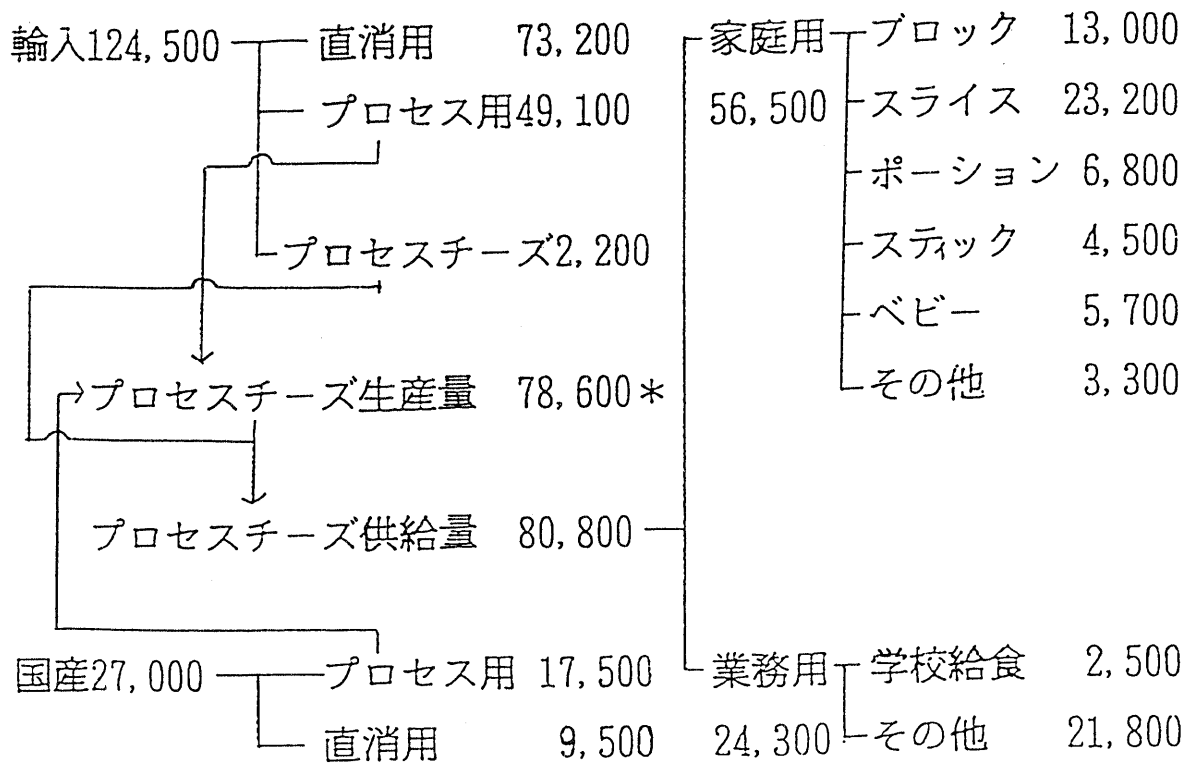 輸入124,500 直消用 73,200
プロセス用49,100
プロセスチーズ2,200
プロセスチーズ生産量 78,600*
プロセスチーズ供給量 80,800
国産27,000 プロセス用 17,500
直消用 9,500
家庭用 ブロック 13,000
56,500 スライス 23,200
ポーション 6,800
スティック 4,500
ベビー 5,700
その他 3,300
業務用 学校給食 2,500
24,300 その他 21,800